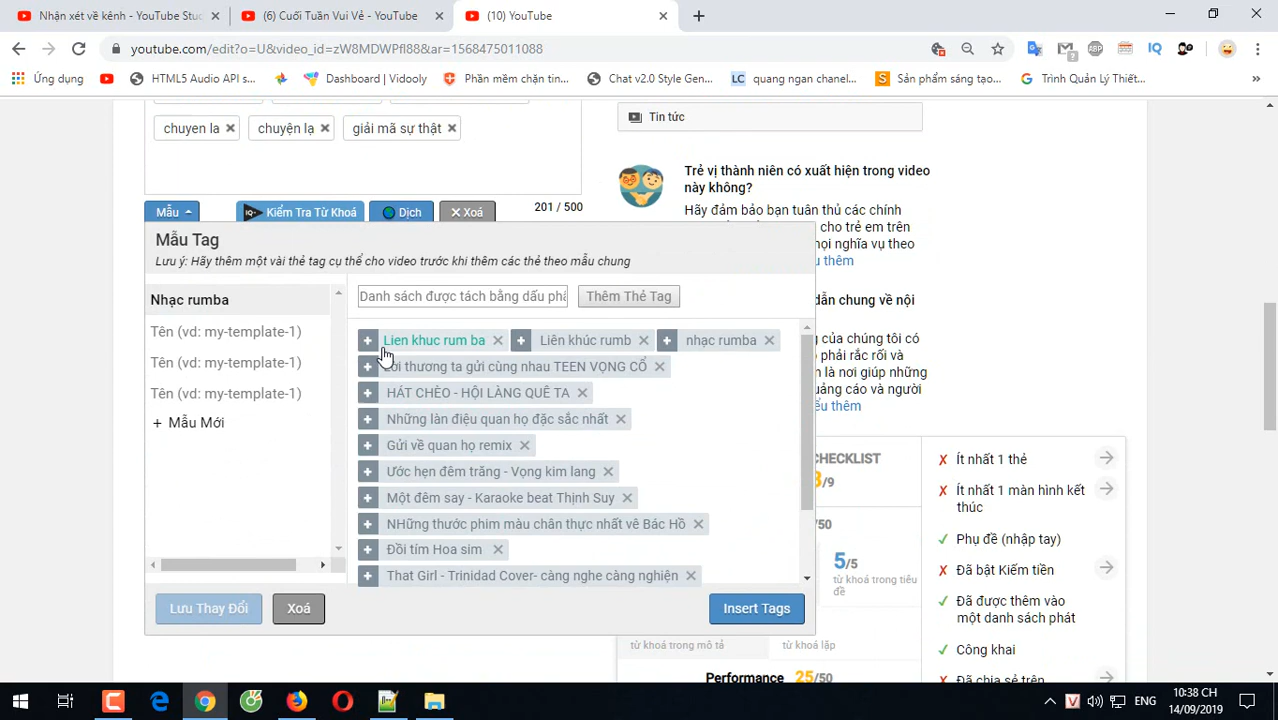 Nhận xét về kênh - YouTube Stud
(6) Cuối Tuần Vui Vẻ - YouTube
(10) YouTube
youtube.com/edit?o=U&video_id=zW8MDWPfl88&ar=1568475011088
Ứng dụng
HTML5 Audio API s...
Dashboard | Vidooly
Phần mềm chặn tin...
Chat v2.0 Style Gen...
quang ngan chanel...
Sản phẩm sáng tạo...
Trình Quản Lý Thiết...
chuyen la
chuyện lạ
giải mã sự thật
Mẫu
Kiểm Tra Từ Khoá
Dịch
Xoá
201 / 500
Mẫu Tag
Lưu ý: Hãy thêm một vài thẻ tag cụ thể cho video trước khi thêm các thẻ theo mẫu chung
Nhạc rumba
Tên (vd: my-template-1)
Tên (vd: my-template-1)
Tên (vd: my-template-1)
+ Mẫu Mới
Danh sách được tách bằng dấu phẩ
Thêm Thẻ Tag
Lien khuc rum ba
Liên khúc rumb
nhạc rumba
thương ta gửi cùng nhau TEEN VỌNG CỔ
HÁT CHÈO - HỘI LÀNG QUÊ TA
Những làn điệu quan họ đặc sắc nhất
Gửi về quan họ remix
Ước hẹn đêm trăng - Vọng kim lang
Một đêm say - Karaoke beat Thịnh Suy
NHững thước phim màu chân thực nhất vê Bác Hồ
Đồi tím Hoa sim
That Girl - Trinidad Cover- càng nghe càng nghiện
Lưu Thay Đổi
Xoá
Insert Tags
Tin tức
Trẻ vị thành niên có xuất hiện trong video
này không?
Hãy đảm bảo bạn tuân thủ các chính
cho trẻ em trên
nghĩa vụ theo
thêm
dẫn chung về nội
của chúng tôi có
phải rắc rối và
là nơi giúp những
quảng cáo và người
thêm
CHECKLIST
/9
/50
5/5
từ khoá trong tiêu
đề
từ khoá trong mô tả
từ khoá lặp
Performance 25/50
Ít nhất 1 thẻ
Ít nhất 1 màn hình kết
thúc
Phụ đề (nhập tay)
Đã bật Kiếm tiền
Đã được thêm vào
một danh sách phát
Công khai
Đã chia sẻ trên
ENG
10:38 CH
14/09/2019